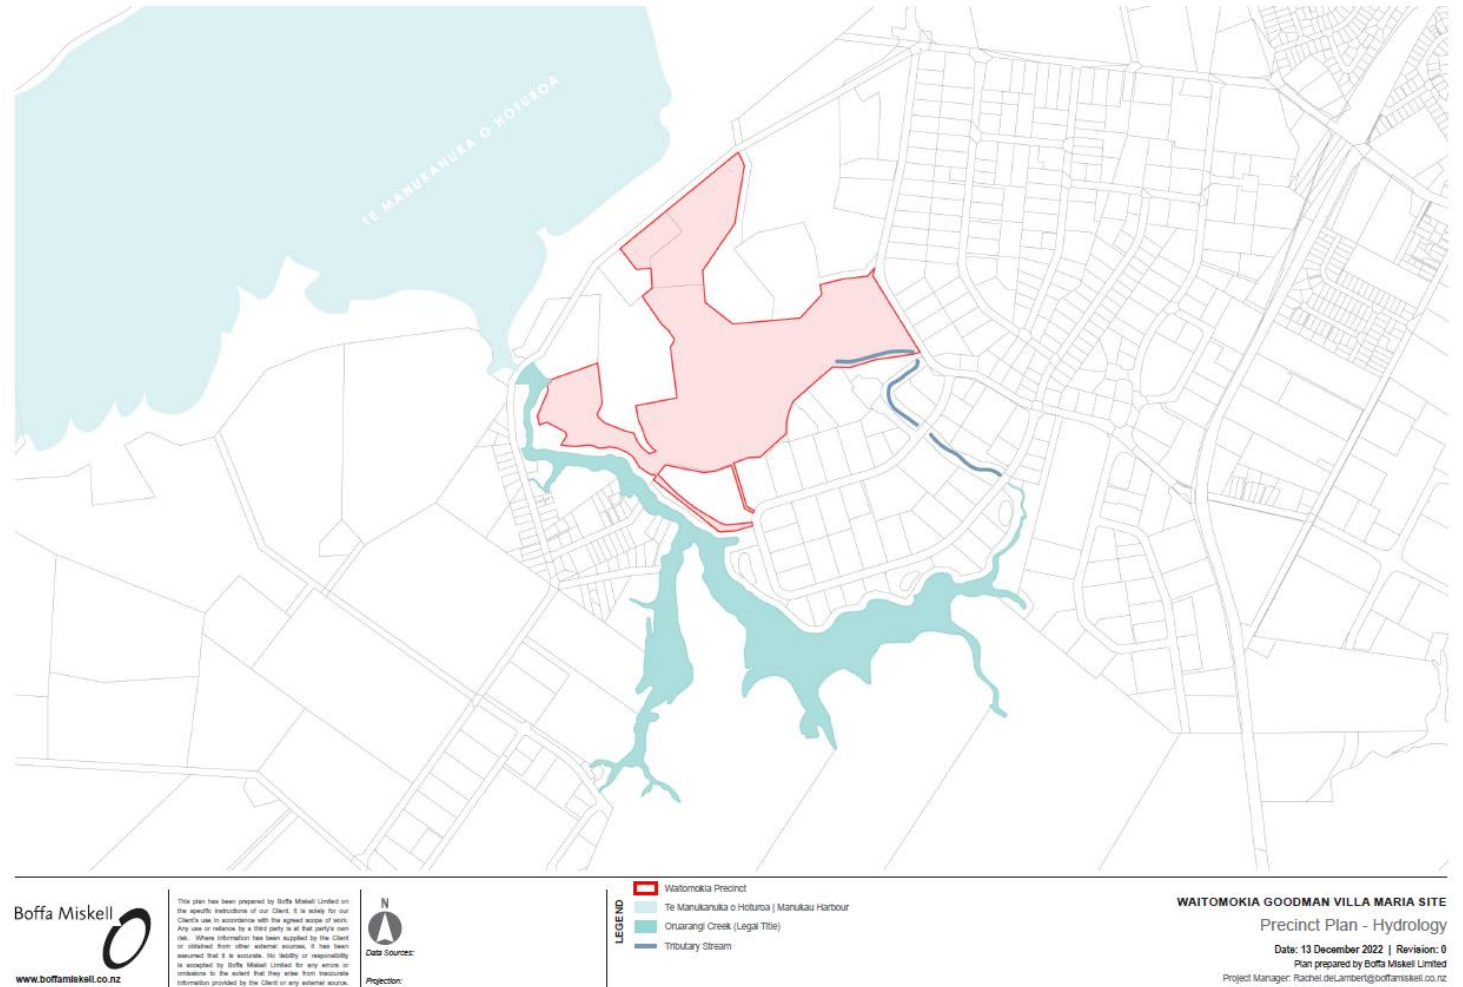 TE MANUKANUKA O HOTUROA
Boffa Miskell
www.boffamiskell.co.nz
This plan has been prepared by Boffa Miskell Limited on
the specific instructions of our Client. It is solely for our
Client's use in accordance with the agreed scope of work.
Any use or reliance by a third party is at that party's own
risk. Where information has been supplied by the Client
or obtained from other external sources, it has been
assumed that it is accurate. No liability or responsibility
is accepted by Boffa Miskell Limited for any errors or
omissions to the extent that they arise from inaccurate
information provided by the Client or any external source.
N
Data Sources:
Projection:
LEGEND
Waitomokia Precinct
Te Manukanuka o Hoturoa | Manukau Harbour
Oruarangi Creek (Legal Title)
Tributary Stream
WAITOMOKIA GOODMAN VILLA MARIA SITE
Precinct Plan - Hydrology
Date: 13 December 2022 | Revision: 0
Plan prepared by Boffa Miskell Limited
Project Manager: Rachel.deLambert@boffamiskell.co.nz